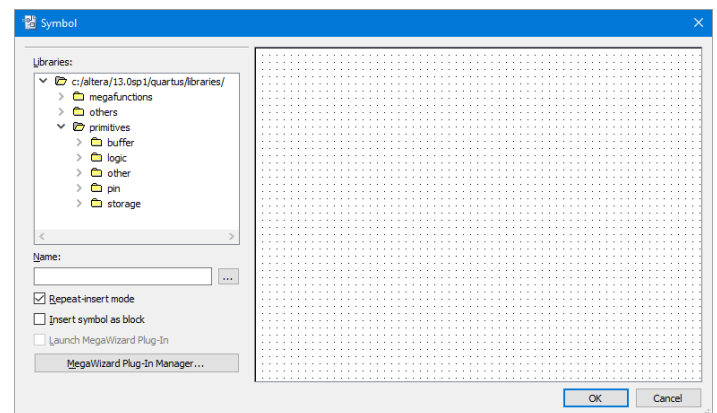 Symbol
Libraries:
c:/altera/13.0sp1/quartus/libraries/
megafunctions
others
primitives
buffer
logic
other
pin
storage
Name:
...
Repeat-insert mode
Insert symbol as block
Launch MegaWizard Plug-In
MegaWizard Plug-In Manager...
OK Cancel